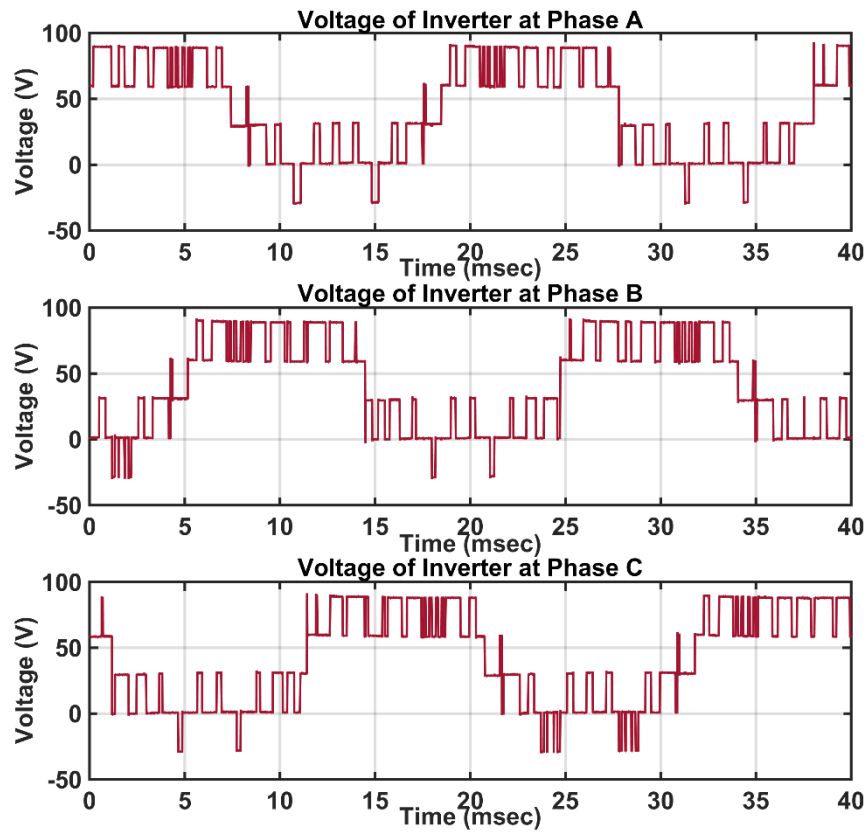 Voltage of Inverter at Phase A
Voltage (V)
100
50
0
-50
0 5 10 15 20 25 30 35 40
Time (msec)
Voltage of Inverter at Phase B
Voltage (V)
100
50
0
-50
0 5 10 15 20 25 30 35 40
Time (msec)
Voltage of Inverter at Phase C
Voltage (V)
100
50
0
-50
0 5 10 15 20 25 30 35 40
Time (msec)